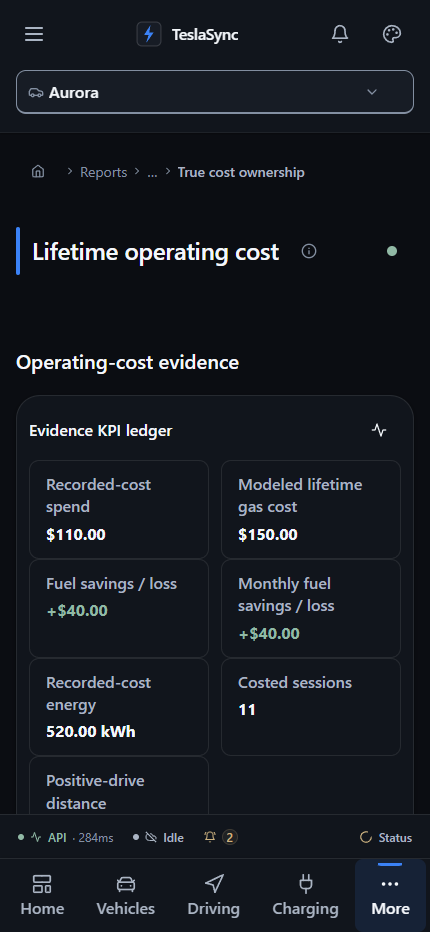 TeslaSync
Aurora
Reports
...
True cost ownership
Lifetime operating cost
Operating-cost evidence
Evidence KPI ledger
Recorded-cost
spend
$110.00
Modeled lifetime
gas cost
$150.00
Fuel savings / loss
+$40.00
Monthly fuel
savings / loss
+$40.00
Recorded-cost
energy
520.00 kWh
Costed sessions
11
Positive-drive
distance
API · 284ms
Idle
2
Status
Home
Vehicles
Driving
Charging
More